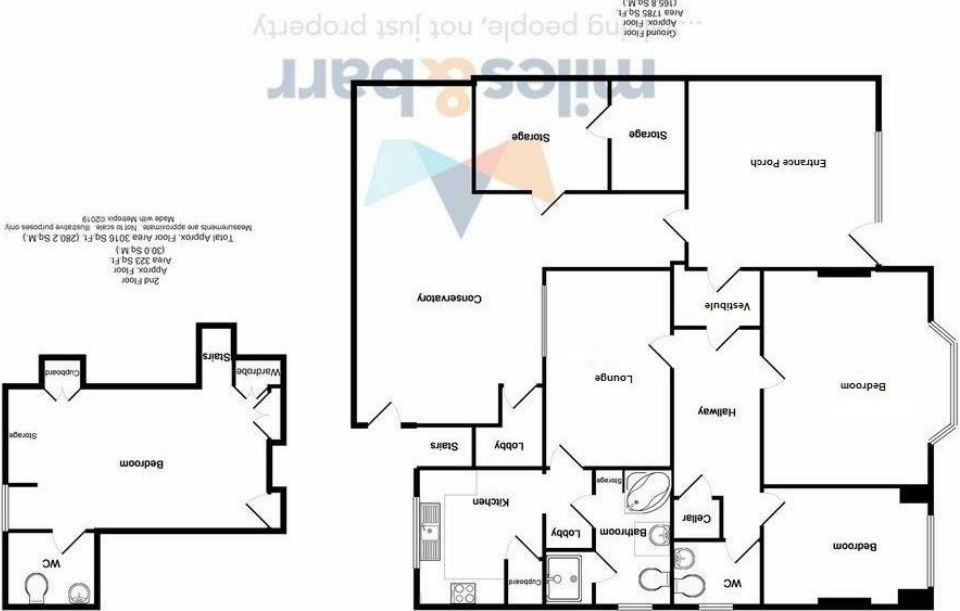 Bedroom
WC
Bathroom
Lobby
Cupboard
Kitchen
Cellar
Storage
Hallway
Bedroom
Lounge
Lobby
Stairs
Vestibule
Conservatory
Entrance Porch
Storage
Storage
Ground Floor
Approx. Floor
Area 1785 Sq.Ft.
(165.8 Sq.M.)
WC
Bedroom
Storage
Wardrobe
Cupboard
Stairs
2nd Floor
Approx. Floor
Area 323 Sq.Ft.
(30.0 Sq.M.)
Total Approx. Floor Area 3016 Sq.Ft. (280.2 Sq.M.)
Measurements are approximate. Not to scale. Illustrative purposes only
Made with Metropix ©2019
miles&barr
people, not just property